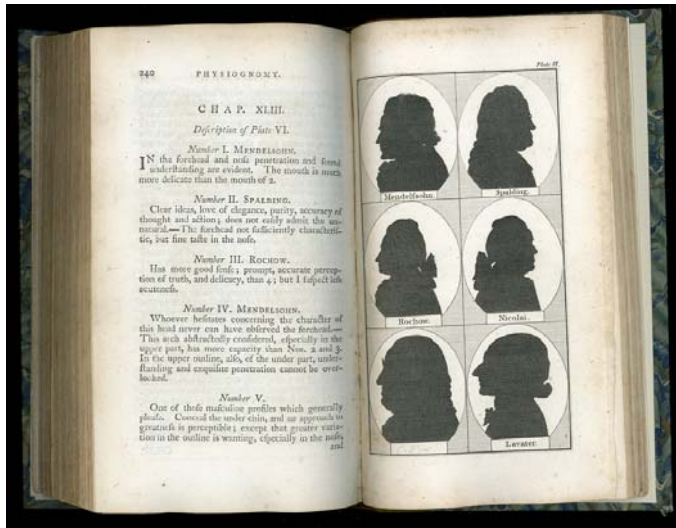 240 PHYSIOGNOMY.
CHAP. XLIII.
Description of Plate VI.
Number I. MENDELSOHN.
IN the forehead and nose penetration and found
understanding are evident. The mouth is much
more delicate than the mouth of 2.
Number II. SPALDING.
Clear ideas, love of elegance, purity, accuracy of
thought and action; does not easily admit the un-
natural.—The forehead not sufficiently characteris-
tic, but fine taste in the nose.
Number III. ROCHOW.
Has more good sense; prompt, accurate percep-
tion of truth, and delicacy, than 4; but I suspect less
acuteness.
Number IV. MENDELSOHN.
Whoever hesitates concerning the character of
this head never can have observed the forehead.—
This arch abstractedly considered, especially in the
upper part, has more capacity than Nos. 2 and 3.
In the upper outline, also, of the under part, under-
standing and exquisite penetration cannot be over-
looked.
Number V.
One of those masculine profiles which generally
please. Conceal the under chin, and an approach to
greatness is perceptible; except that greater varia-
tion in the outline is wanting, especially in the nose,
and
Plate
Mendelsohn.
Spalding.
Rochow.
Nicolai.
Lavater.